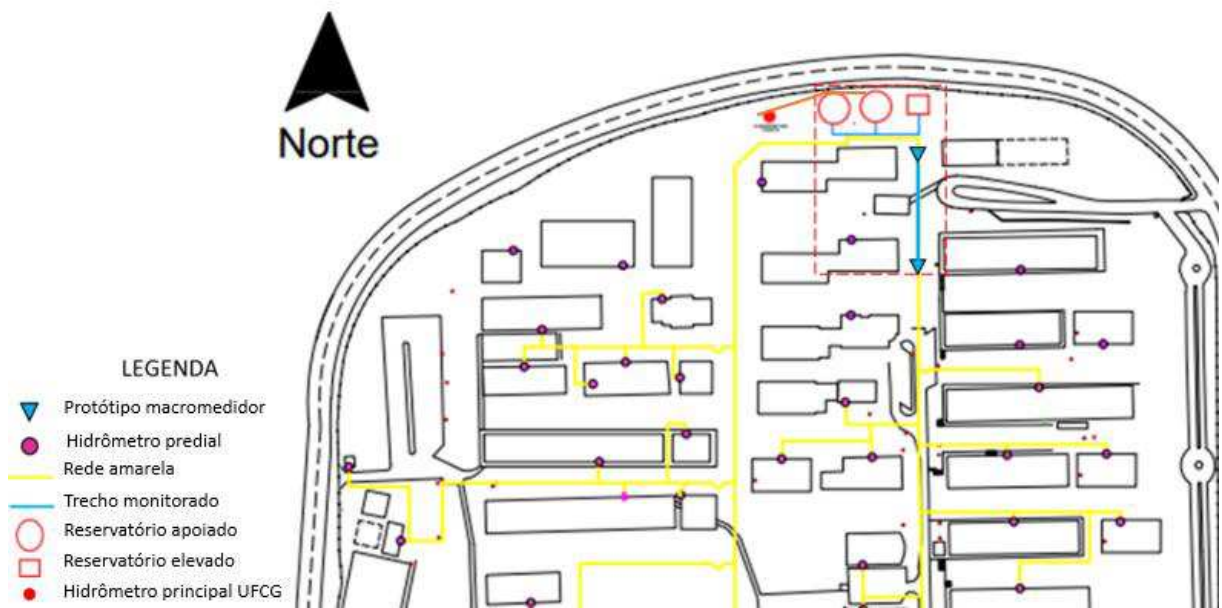 Norte
LEGENDA
Protótipo macromedidor
Hidrômetro predial
Rede amarela
Trecho monitorado
Reservatório apoiado
Reservatório elevado
Hidrômetro principal UFCG